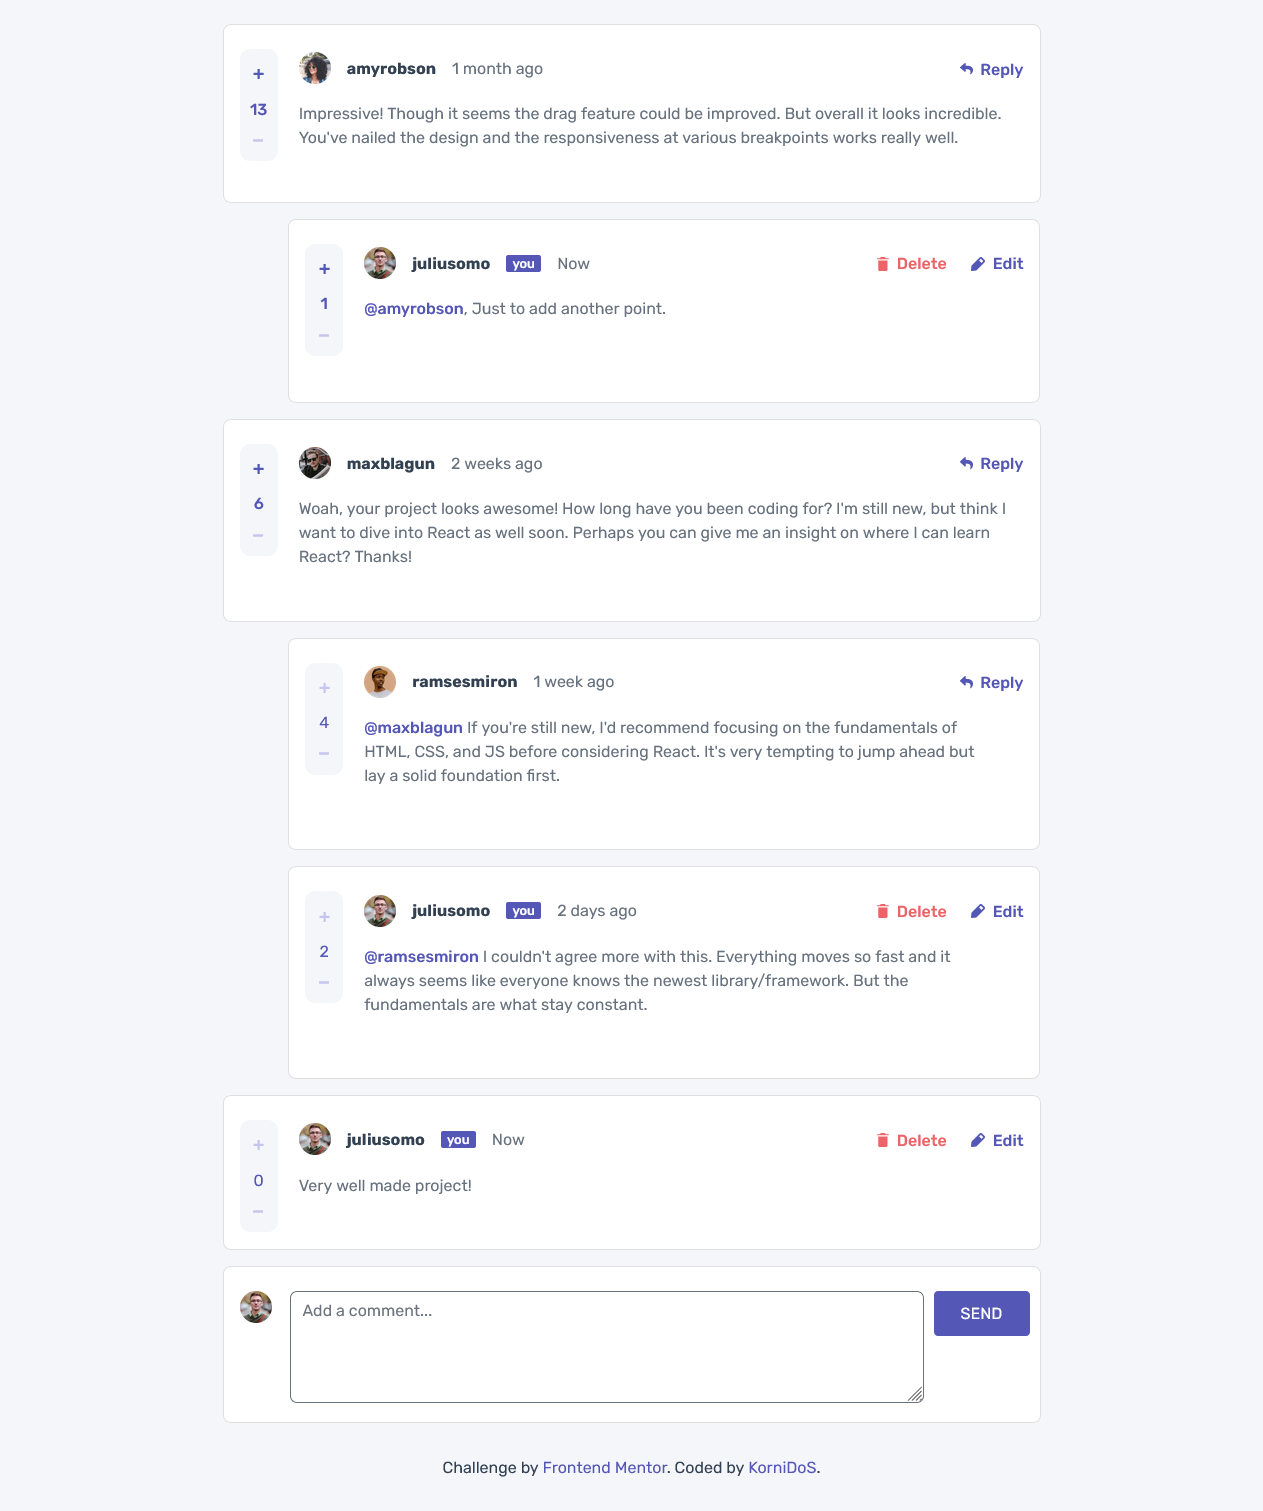 +
13
–
amyrobson 1 month ago
Reply
Impressive! Though it seems the drag feature could be improved. But overall it looks incredible.
You've nailed the design and the responsiveness at various breakpoints works really well.
+
1
–
juliusomo you Now
Delete Edit
@amyrobson, Just to add another point.
+
6
–
maxblagun 2 weeks ago
Reply
Woah, your project looks awesome! How long have you been coding for? I'm still new, but think I
want to dive into React as well soon. Perhaps you can give me an insight on where I can learn
React? Thanks!
+
4
–
ramsesmiron 1 week ago
Reply
@maxblagun If you're still new, I'd recommend focusing on the fundamentals of
HTML, CSS, and JS before considering React. It's very tempting to jump ahead but
lay a solid foundation first.
+
2
–
juliusomo you 2 days ago
Delete Edit
@ramsesmiron I couldn't agree more with this. Everything moves so fast and it
always seems like everyone knows the newest library/framework. But the
fundamentals are what stay constant.
+
0
–
juliusomo you Now
Delete Edit
Very well made project!
Add a comment...
SEND
Challenge by Frontend Mentor. Coded by KorniDoS.